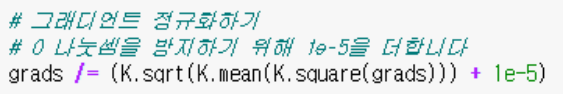 # 그래디언트 정규화하기
# 0 나눗셈을 방지하기 위해 1e-5을 더합니다
grads /= (K.sqrt(K.mean(K.square(grads))) + 1e-5)